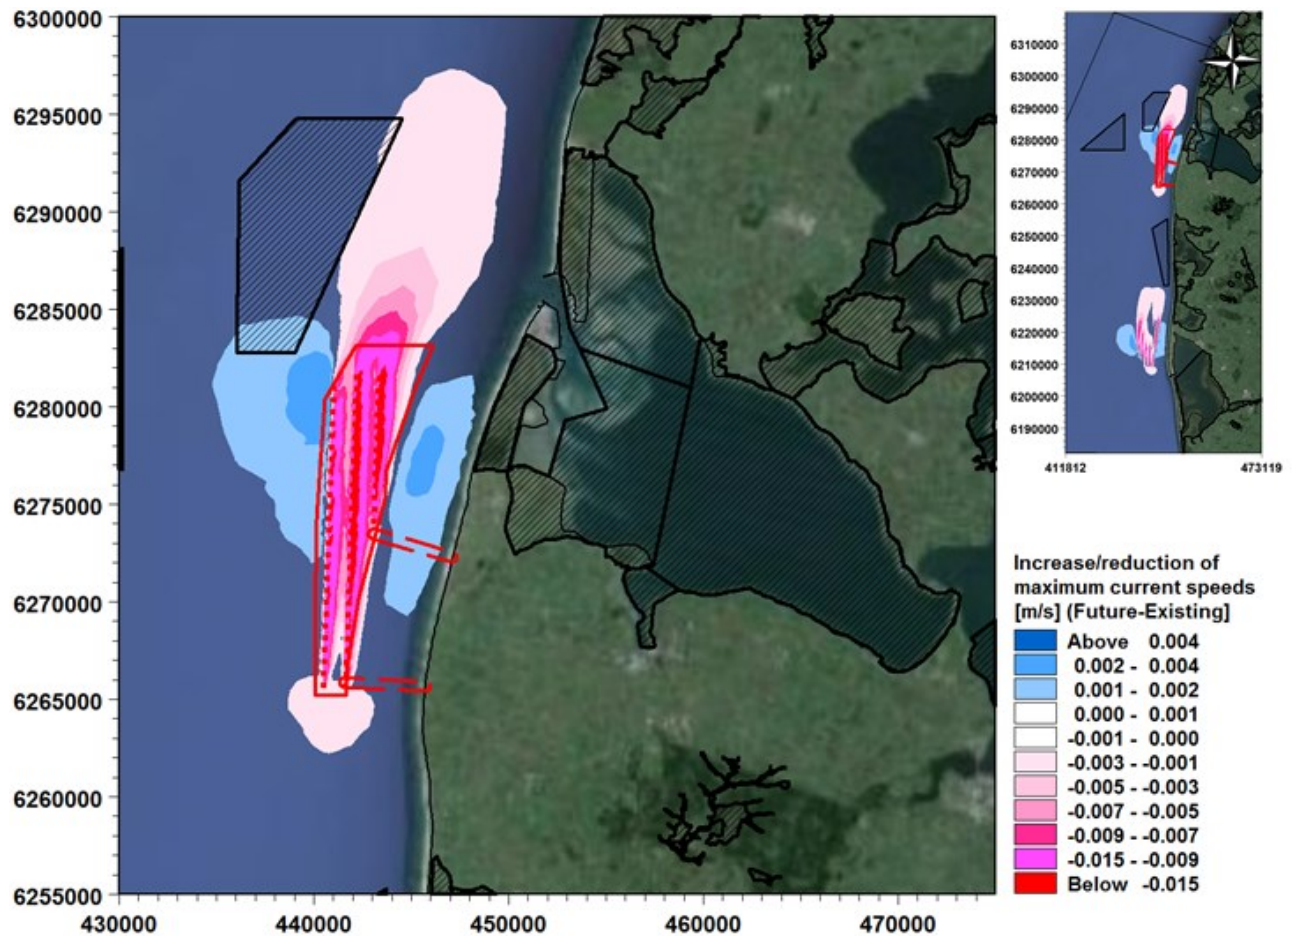 6300000
6295000
6290000
6285000
6280000
6275000
6270000
6265000
6260000
6255000
430000 440000 450000 460000 470000
6310000
6300000
6290000
6280000
6270000
6260000
6250000
6240000
6230000
6220000
6210000
6200000
6190000
411812 473119
Increase/reduction of
maximum current speeds
[m/s] (Future-Existing]
Above 0.004
0.002 - 0.004
0.001 - 0.002
0.000 - 0.001
-0.001 - 0.000
-0.003 - -0.001
-0.005 - -0.003
-0.007 - -0.005
-0.009 - -0.007
-0.015 - -0.009
Below -0.015